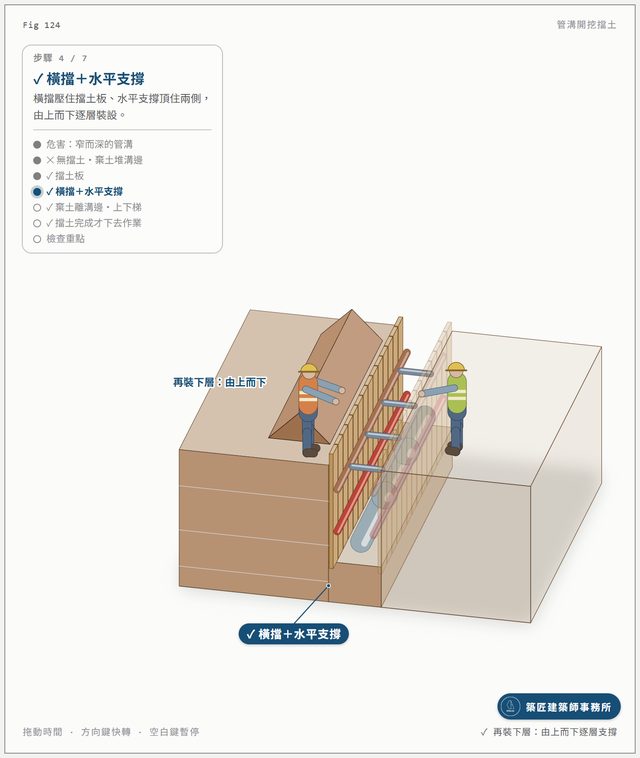 Fig 124
管溝開挖擋土
步驟 4 / 7
✓ 橫擋＋水平支撐
橫擋壓住擋土板、水平支撐頂住兩側，
由上而下逐層裝設。
危害：窄而深的管溝
✕ 無擋土・棄土堆溝邊
✓ 擋土板
✓ 橫擋＋水平支撐
✓ 棄土離溝邊・上下梯
✓ 擋土完成才下去作業
檢查重點
再裝下層：由上而下
✓ 橫擋＋水平支撐
築匠建築師事務所
拖動時間 · 方向鍵快轉 · 空白鍵暫停
✓ 再裝下層：由上而下逐層支撐